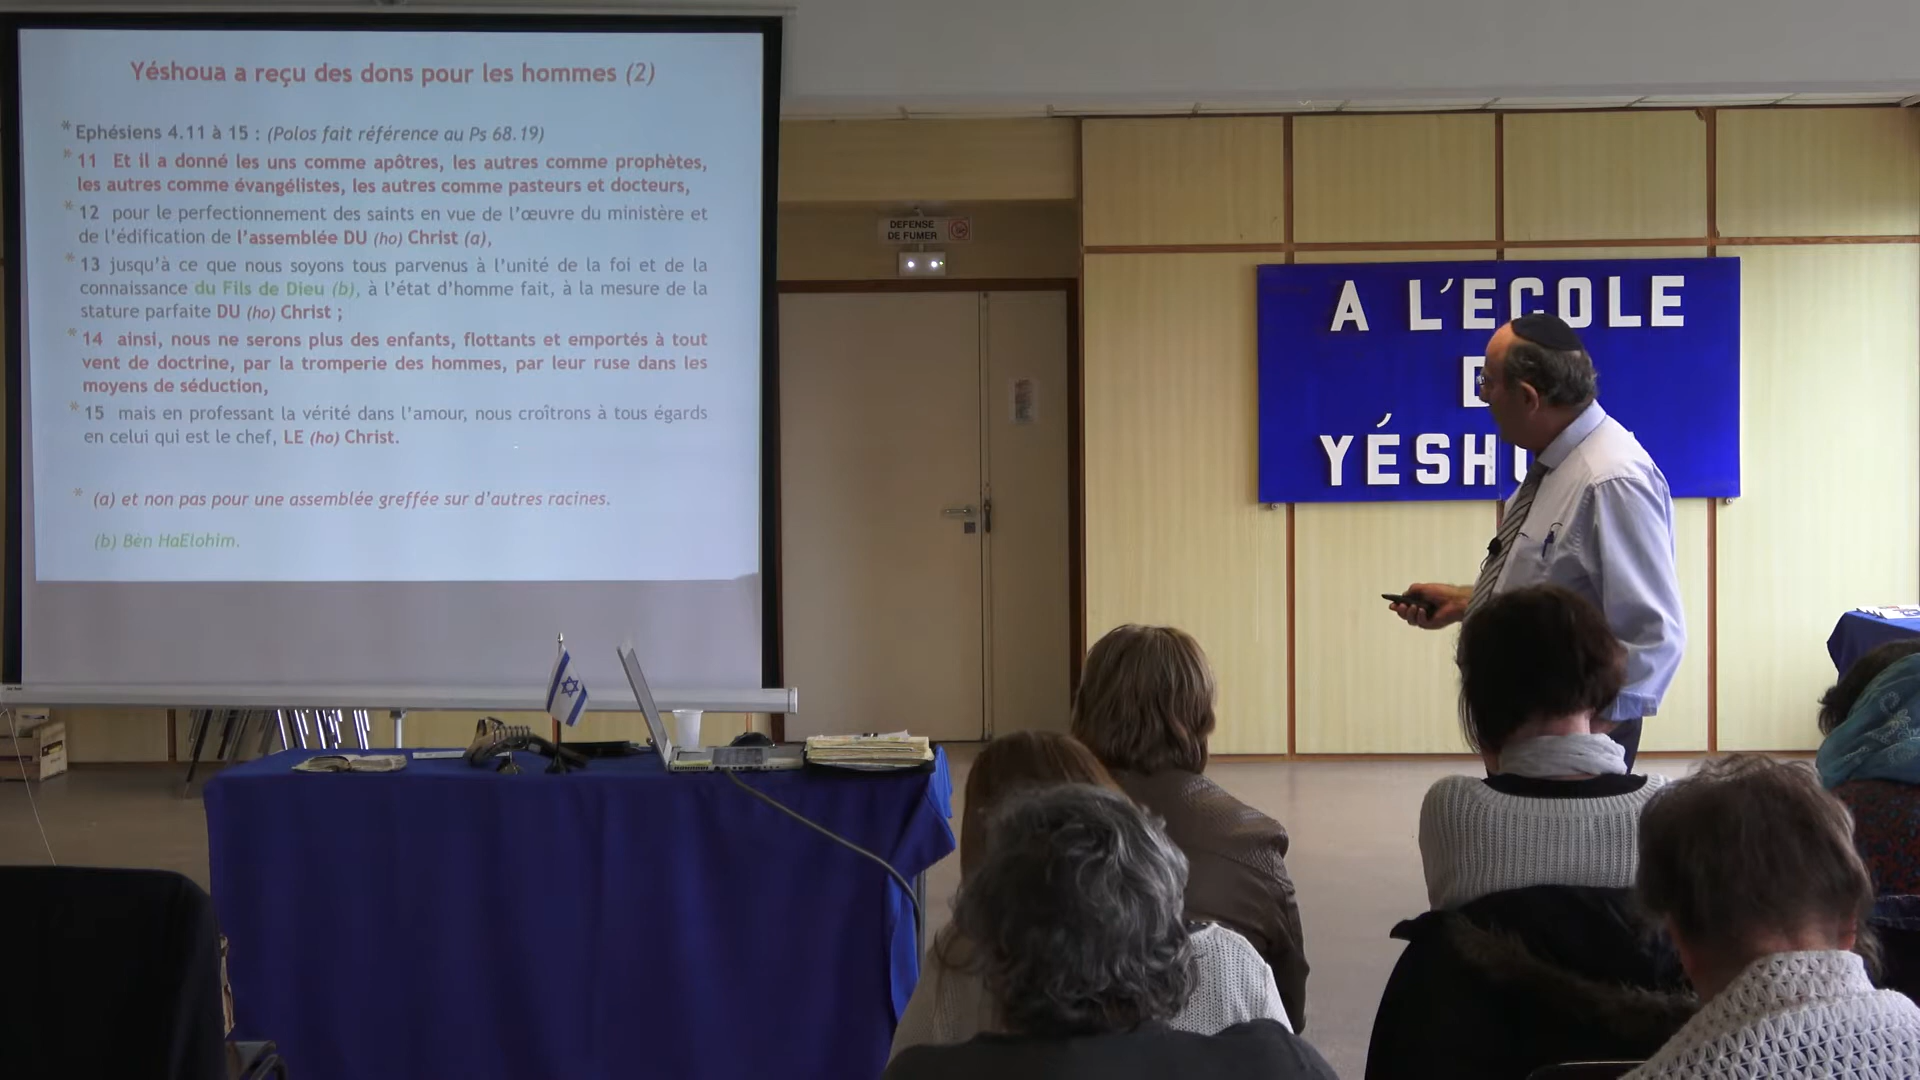 Yéshoua a reçu des dons pour les hommes (2)
* Ephésiens 4.11 à 15 : (Polos fait référence au Ps 68.19)
* 11 Et il a donné les uns comme apôtres, les autres comme prophètes,
les autres comme évangélistes, les autres comme pasteurs et docteurs,
* 12 pour le perfectionnement des saints en vue de l'œuvre du ministère et
de l'édification de l'assemblée DU (ho) Christ (a),
* 13 jusqu'à ce que nous soyons tous parvenus à l'unité de la foi et de la
connaissance du Fils de Dieu (b), à l'état d'homme fait, à la mesure de la
stature parfaite DU (ho) Christ ;
* 14 ainsi, nous ne serons plus des enfants, flottants et emportés à tout
vent de doctrine, par la tromperie des hommes, par leur ruse dans les
moyens de séduction,
* 15 mais en professant la vérité dans l'amour, nous croîtrons à tous égards
en celui qui est le chef, LE (ho) Christ.
* (a) et non pas pour une assemblée greffée sur d'autres racines.
(b) Bén HaElohim.
DEFENSE
DE FUMER
A L'ECOLE
D
YÉSHO